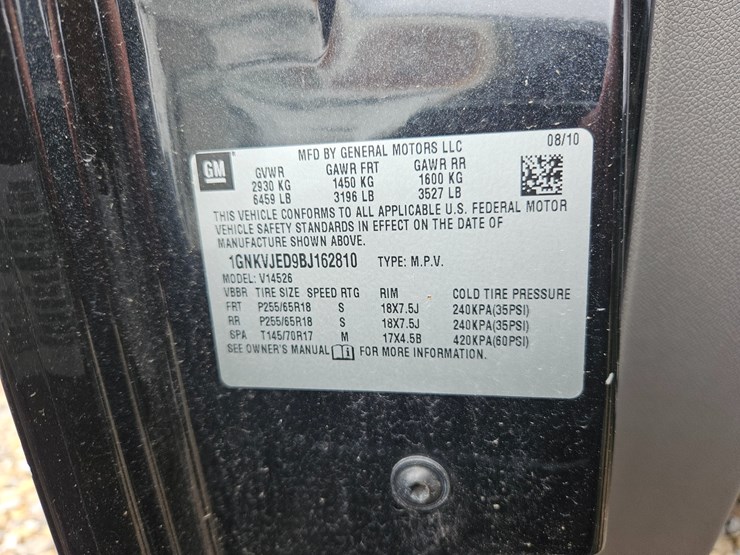 GM
MFD BY GENERAL MOTORS LLC 08/10
GVWR GAWR FRT GAWR RR
2930 KG 1450 KG 1600 KG
6459 LB 3196 LB 3527 LB
THIS VEHICLE CONFORMS TO ALL APPLICABLE U.S. FEDERAL MOTOR
VEHICLE SAFETY STANDARDS IN EFFECT ON THE DATE OF
MANUFACTURE SHOWN ABOVE.
1GNKVJED9BJ162810 TYPE: M.P.V.
MODEL: V14526
VBBR TIRE SIZE SPEED RTG RIM COLD TIRE PRESSURE
FRT P255/65R18 S 18X7.5J 240KPA(35PSI)
RR P255/65R18 S 18X7.5J 240KPA(35PSI)
SPA T145/70R17 M 17X4.5B 420KPA(60PSI)
SEE OWNER'S MANUAL i FOR MORE INFORMATION.